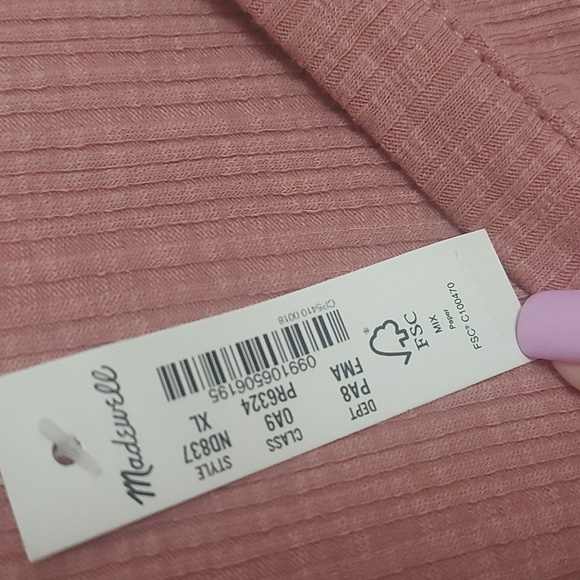 Madewell
STYLE CLASS DEPT
ND837 0A9 PA8
XL PR6324 FMA
099106506195
CP5410 0018
FSC®
MIX
Paper
FSC® C100470